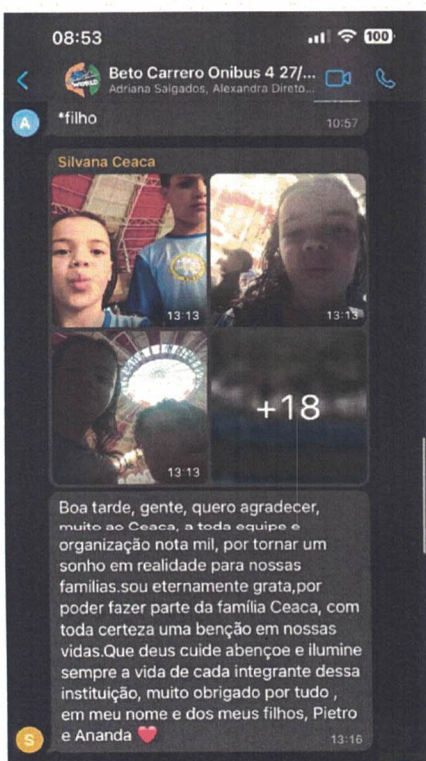 08:53
100
Beto Carrero Onibus 4 27/...
Adriana Salgados, Alexandra Direto...
A
*filho
10:57
Silvana Ceaca
13:13
13:13
13:13
+18
Boa tarde, gente, quero agradecer,
muito ao Ceaca, a toda equipe e
organização nota mil, por tornar um
sonho em realidade para nossas
familias.sou eternamente grata,por
poder fazer parte da família Ceaca, com
toda certeza uma benção em nossas
vidas.Que deus cuide abençoe e ilumine
sempre a vida de cada integrante dessa
instituição, muito obrigado por tudo ,
em meu nome e dos meus filhos, Pietro
e Ananda ❤️
13:16
S